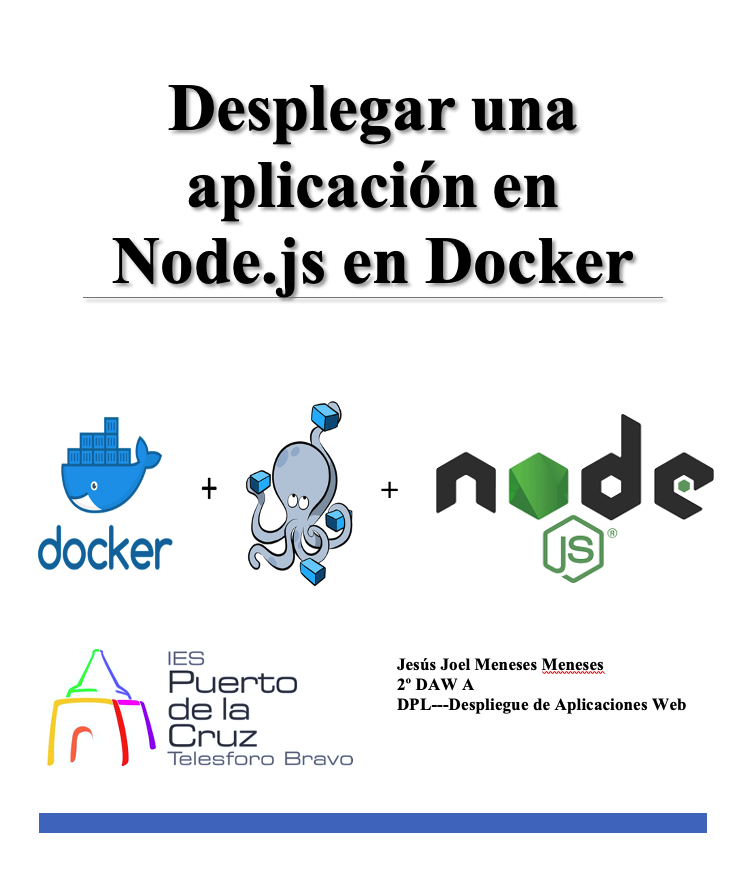 Desplegar una
aplicación en
Node.js en Docker
docker
+
+
node
JS®
IES
Puerto
de la
Cruz
Telesforo Bravo
Jesús Joel Meneses Meneses
2º DAW A
DPL---Despliegue de Aplicaciones Web